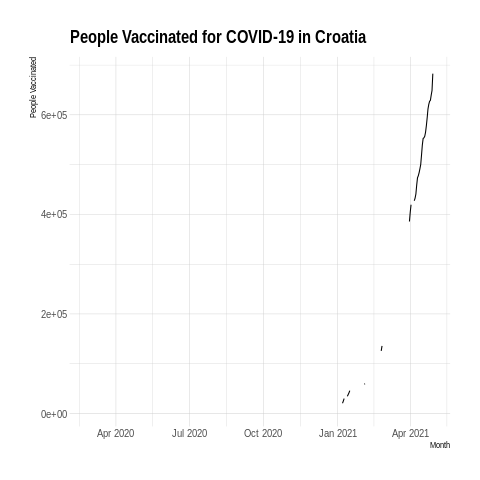 People Vaccinated for COVID-19 in Croatia
People Vaccinated
6e+05
4e+05
2e+05
0e+00
Apr 2020 Jul 2020 Oct 2020 Jan 2021 Apr 2021
Month